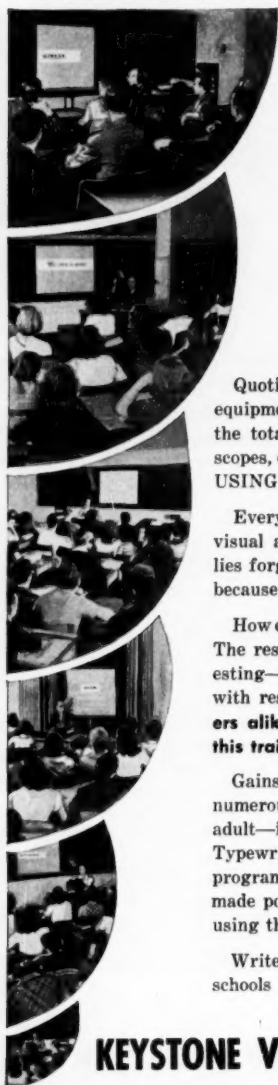 Quoti
equipme
the tota
scopes,
USING
Every
visual a
lies forg
because
Howe
The res
esting—
with res
ers alik
this trai
Gains
numerou
adult—i
Typewr
program
made po
using th
Write
schools
KEYSTONE V